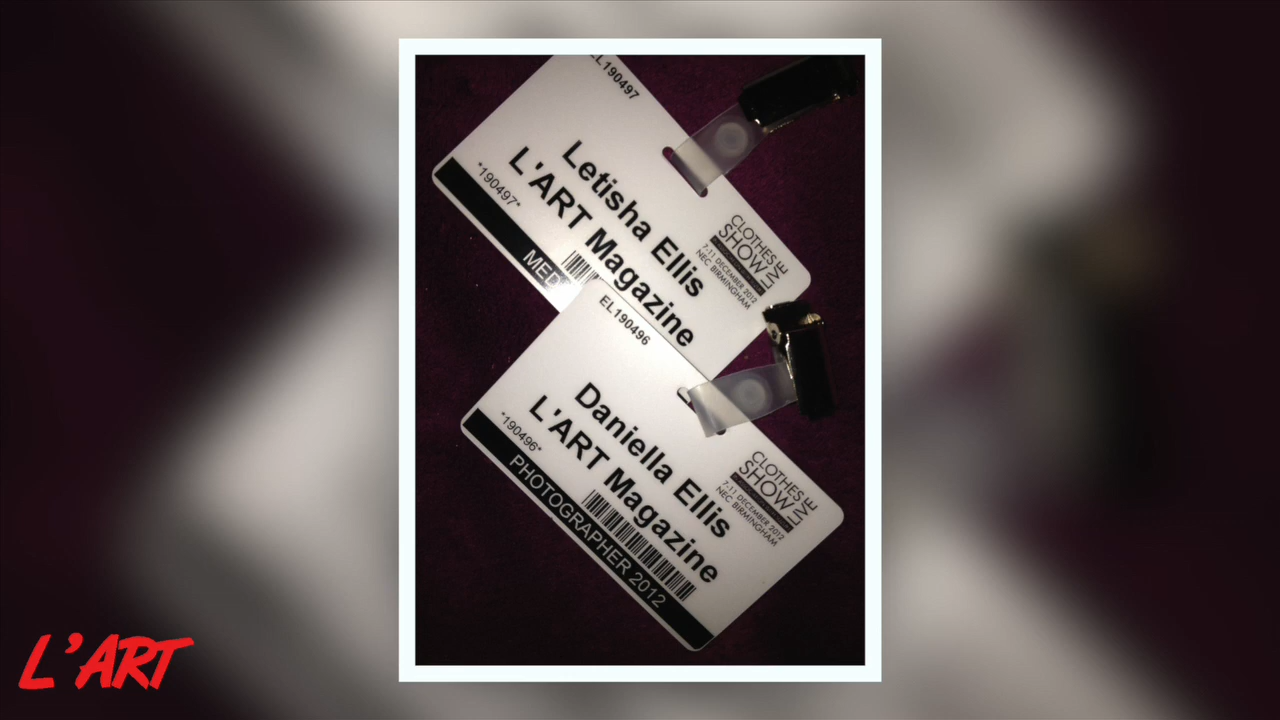 EL190497
Letisha Ellis
L'ART Magazine
*190497*
CLOTHES
SHOW LIVE
7-11 DECEMBER 2012
NEC BIRMINGHAM
EL190496
Daniella Ellis
L'ART Magazine
*190496*
PHOTOGRAPHER 2012
CLOTHES
SHOW LIVE
7-11 DECEMBER 2012
NEC BIRMINGHAM
L'ART